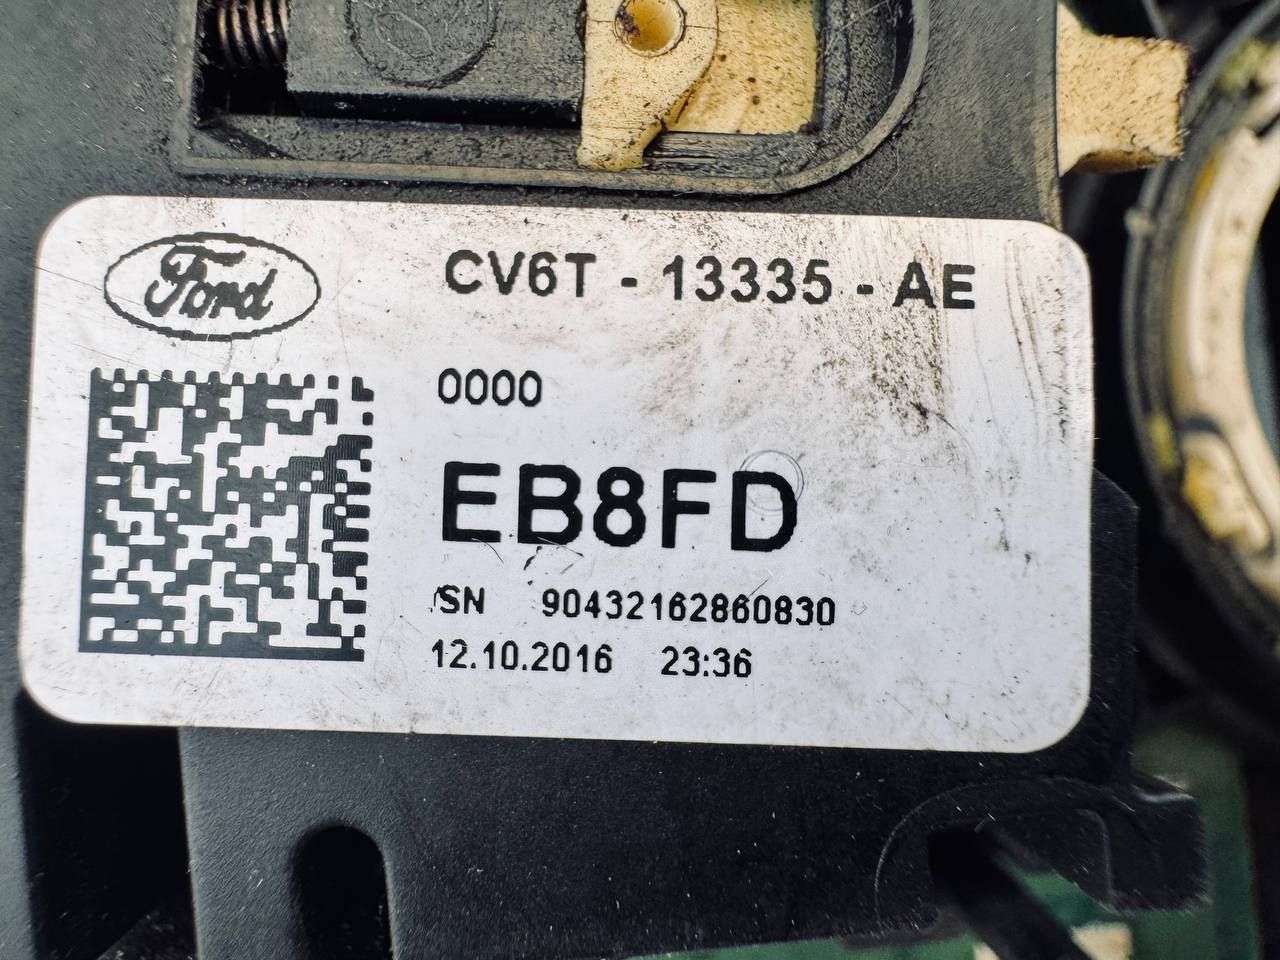 Ford
CV6T - 13335 - AE
0000
EB8FD
SN 90432162860830
12.10.2016 23:36